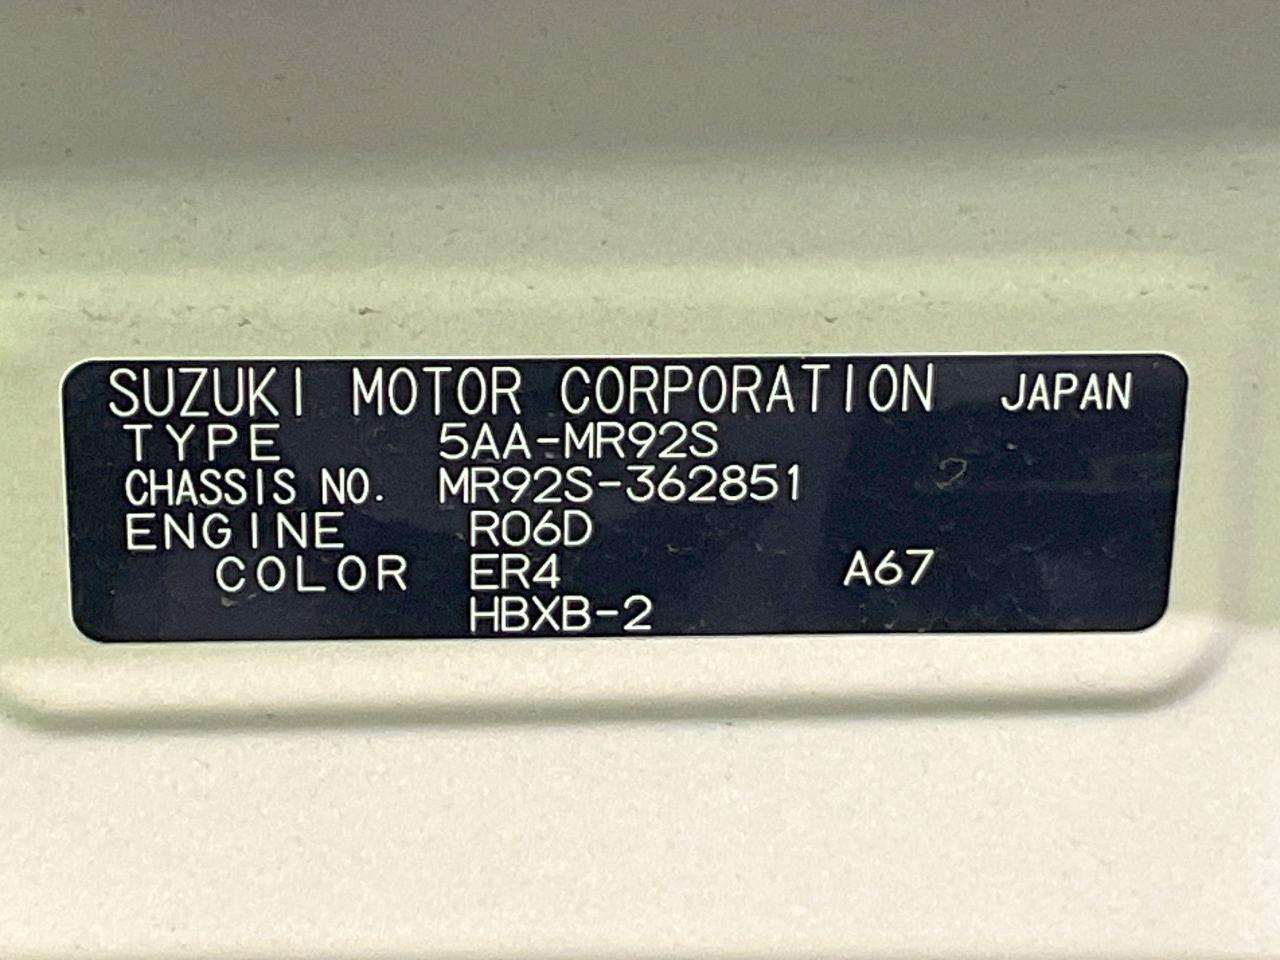 SUZUKI MOTOR CORPORATION JAPAN
TYPE 5AA-MR92S
CHASSIS NO. MR92S-362851
ENGINE R06D
COLOR ER4 A67
HBXB-2